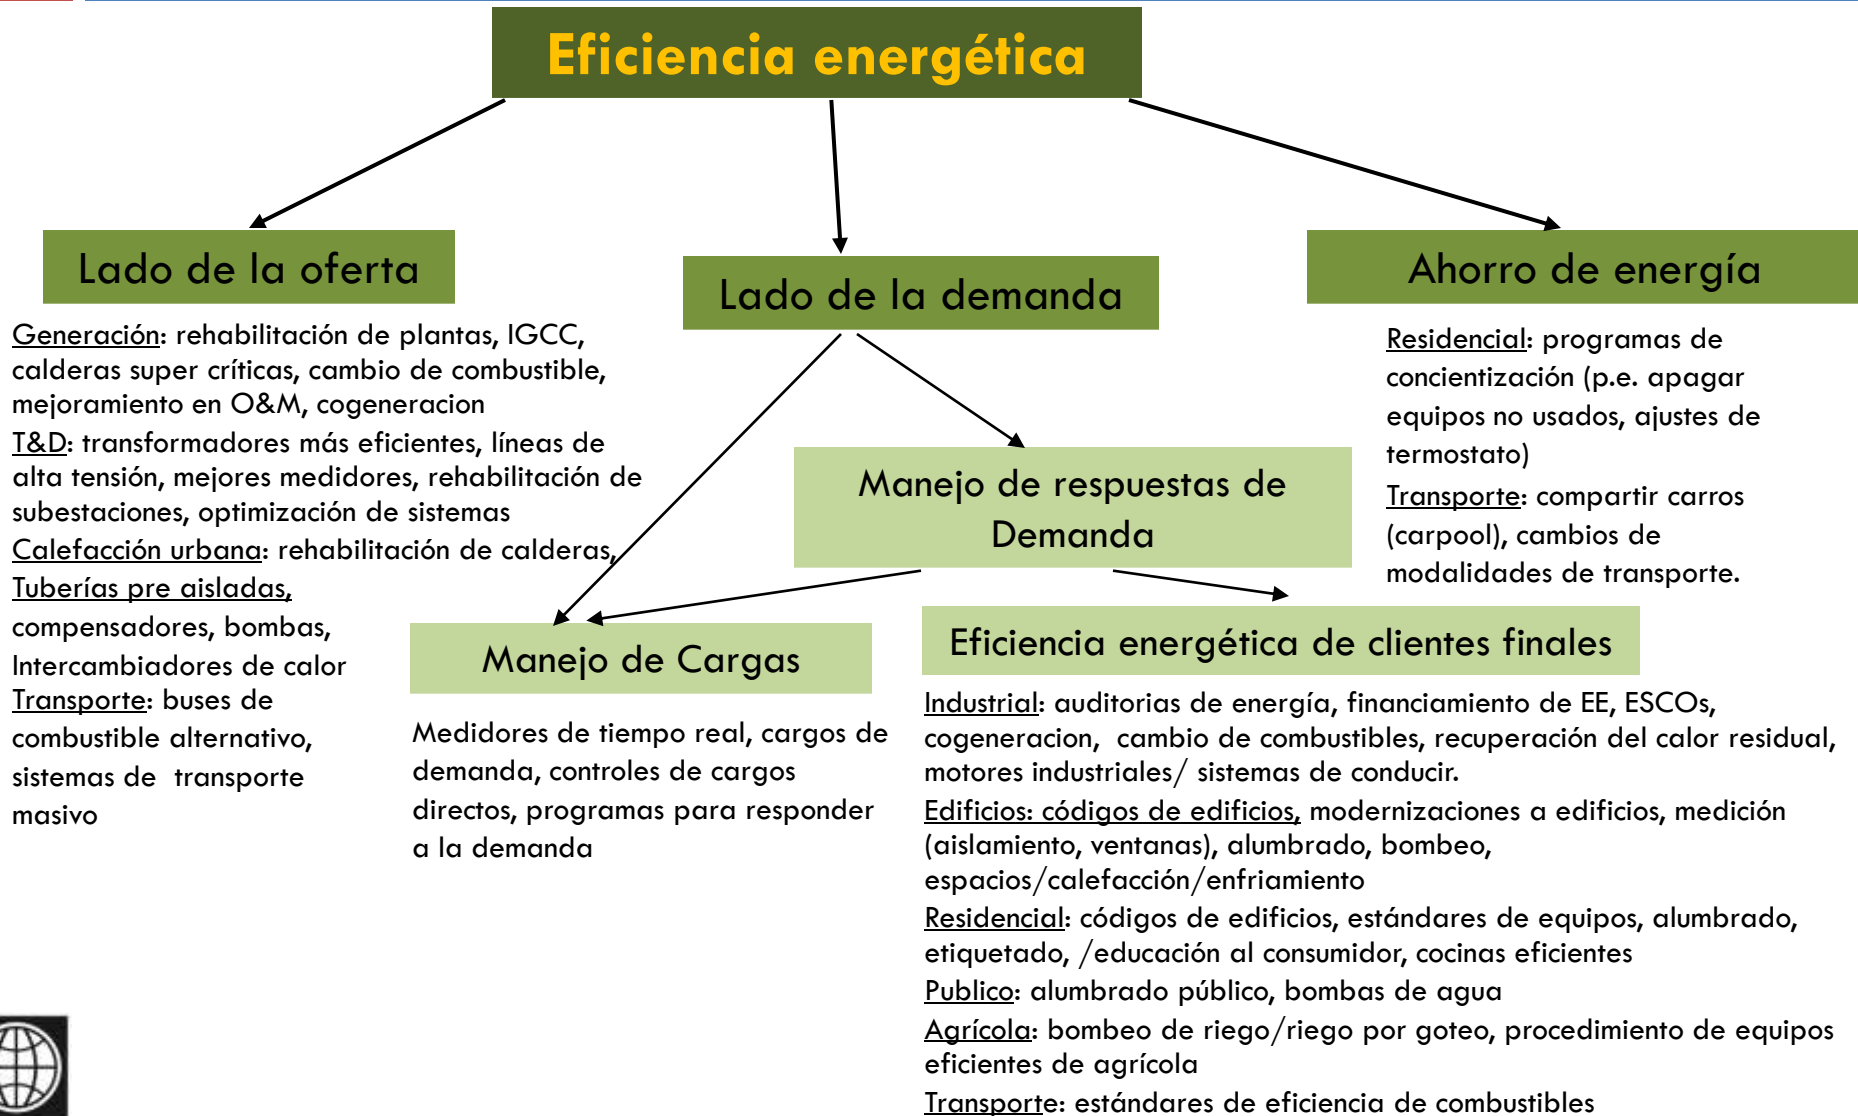 Eficiencia energética
Lado de la oferta
Generación: rehabilitación de plantas, IGCC,
calderas super críticas, cambio de combustible,
mejoramiento en O&M, cogeneracion
T&D: transformadores más eficientes, líneas de
alta tensión, mejores medidores, rehabilitación de
subestaciones, optimización de sistemas
Calefacción urbana: rehabilitación de calderas,
Tuberías pre aisladas,
compensadores, bombas,
Intercambiadores de calor
Transporte: buses de
combustible alternativo,
sistemas de transporte
masivo
Lado de la demanda
Manejo de respuestas de
Demanda
Manejo de Cargas
Medidores de tiempo real, cargos de
demanda, controles de cargos
directos, programas para responder
a la demanda
Eficiencia energética de clientes finales
Industrial: auditorias de energía, financiamiento de EE, ESCOs,
cogeneracion, cambio de combustibles, recuperación del calor residual,
motores industriales/ sistemas de conducir.
Edificios: códigos de edificios, modernizaciones a edificios, medición
(aislamiento, ventanas), alumbrado, bombeo,
espacios/calefacción/enfriamiento
Residencial: códigos de edificios, estándares de equipos, alumbrado,
etiquetado, /educación al consumidor, cocinas eficientes
Publico: alumbrado público, bombas de agua
Agrícola: bombeo de riego/riego por goteo, procedimiento de equipos
eficientes de agrícola
Transporte: estándares de eficiencia de combustibles
Ahorro de energía
Residencial: programas de
concientización (p.e. apagar
equipos no usados, ajustes de
termostato)
Transporte: compartir carros
(carpool), cambios de
modalidades de transporte.